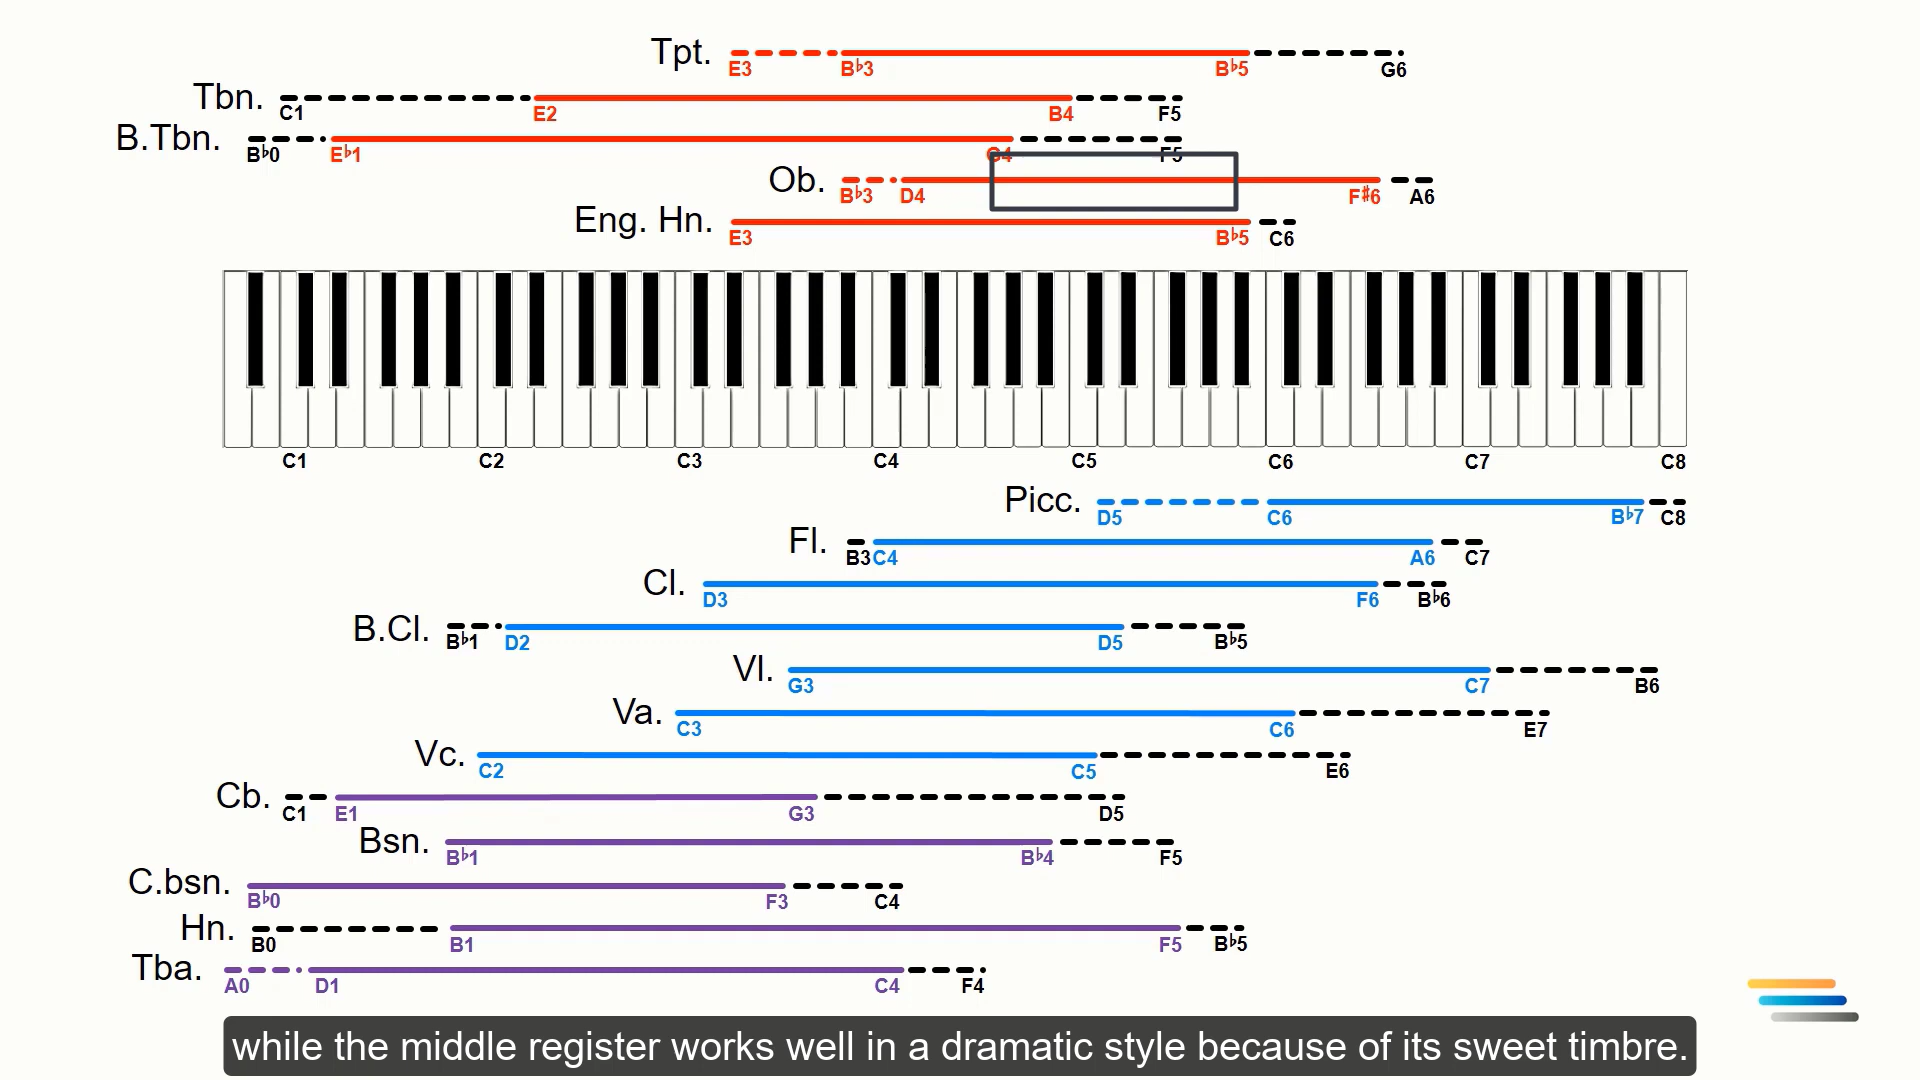 Tpt.
E3 B♭3 B♭5 G6
Tbn.
C1 E2 B4 F5
B.Tbn.
B♭0 E♭1 G4 F5
Ob.
B♭3 D4 F♯6 A6
Eng. Hn.
E3 B♭5 C6
C1 C2 C3 C4 C5 C6 C7 C8
Picc.
D5 C6 B♭7 C8
Fl.
B3 C4 A6 C7
Cl.
D3 F6 B♭6
B.Cl.
B♭1 D2 D5 B♭5
Vl.
G3 C7 B6
Va.
C3 C6 E7
Vc.
C2 C5 E6
Cb.
C1 E1 G3 D5
Bsn.
B♭1 B♭4 F5
C.bsn.
B♭0 F3 C4
Hn.
B0 B1 F5 B♭5
Tba.
A0 D1 C4 F4
while the middle register works well in a dramatic style because of its sweet timbre.